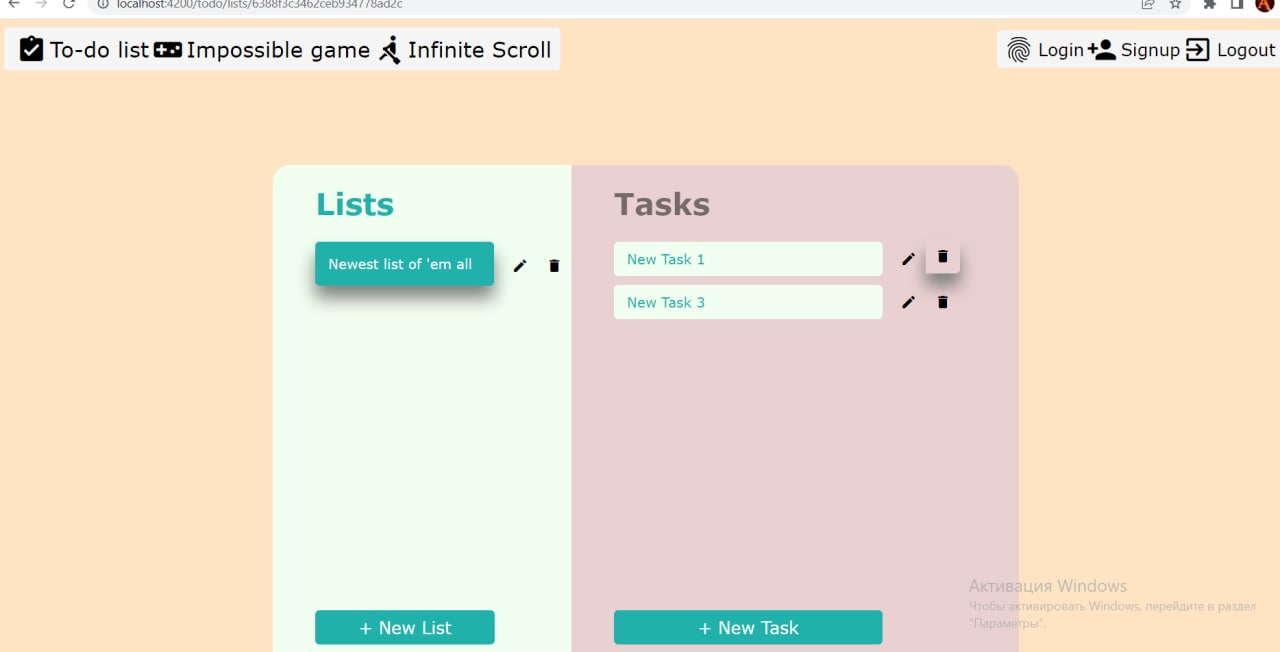 localhost:4200/todo/lists/6388f3c3462ceb934778ad2c
To-do list Impossible game Infinite Scroll
Login Signup Logout
Lists
Tasks
Newest list of 'em all
New Task 1
New Task 3
+ New List
+ New Task
Активация Windows
Чтобы активировать Windows, перейдите в раздел
"Параметры".